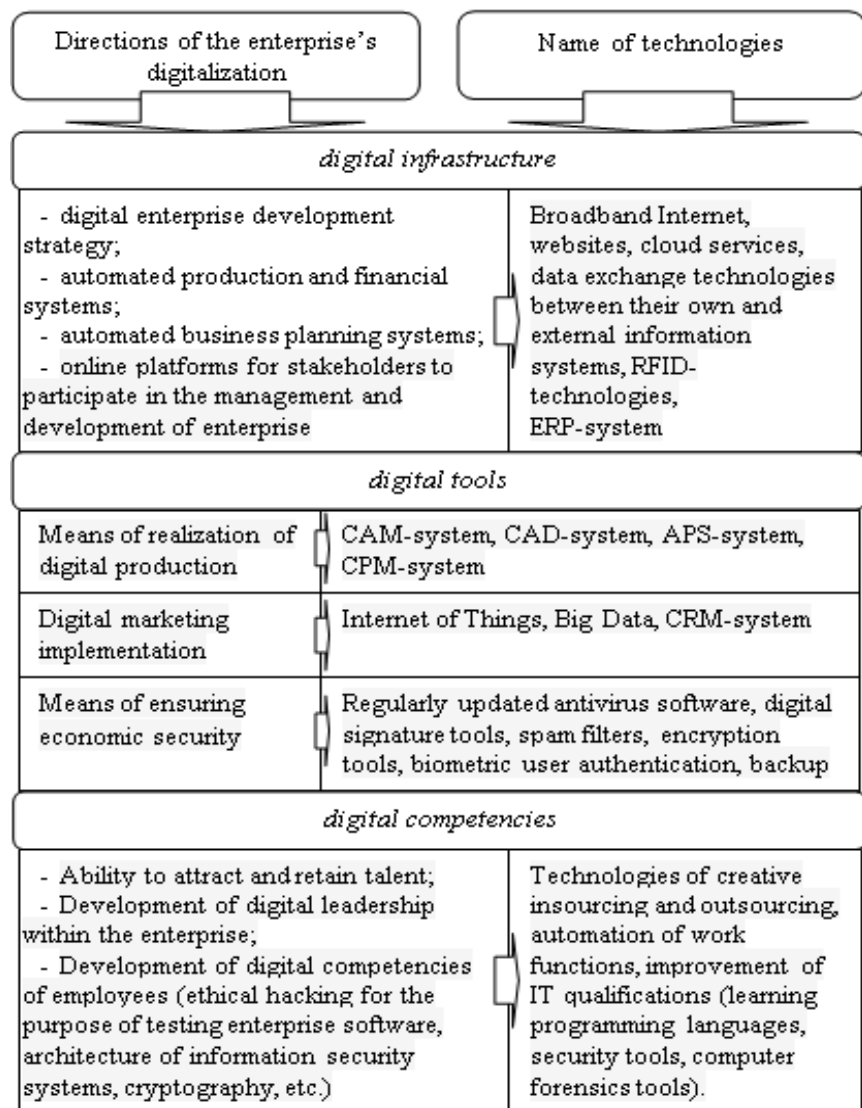 Directions of the enterprise's
digitalization
Name of technologies
digital infrastructure
- digital enterprise development
strategy;
- automated production and financial
systems;
- automated business planning systems;
- online platforms for stakeholders to
participate in the management and
development of enterprise
Broadband Internet,
websites, cloud services,
data exchange technologies
between their own and
external information
systems, RFID-
technologies,
ERP-system
digital tools
Means of realization of
digital production
CAM-system, CAD-system, APS-system,
CPM-system
Digital marketing
implementation
Internet of Things, Big Data, CRM-system
Means of ensuring
economic security
Regularly updated antivirus software, digital
signature tools, spam filters, encryption
tools, biometric user authentication, backup
digital competencies
- Ability to attract and retain talent;
- Development of digital leadership
within the enterprise;
- Development of digital competencies
of employees (ethical hacking for the
purpose of testing enterprise software,
architecture of information security
systems, cryptography, etc.)
Technologies of creative
insourcing and outsourcing,
automation of work
functions, improvement of
IT qualifications (learning
programming languages,
security tools, computer
forensics tools).